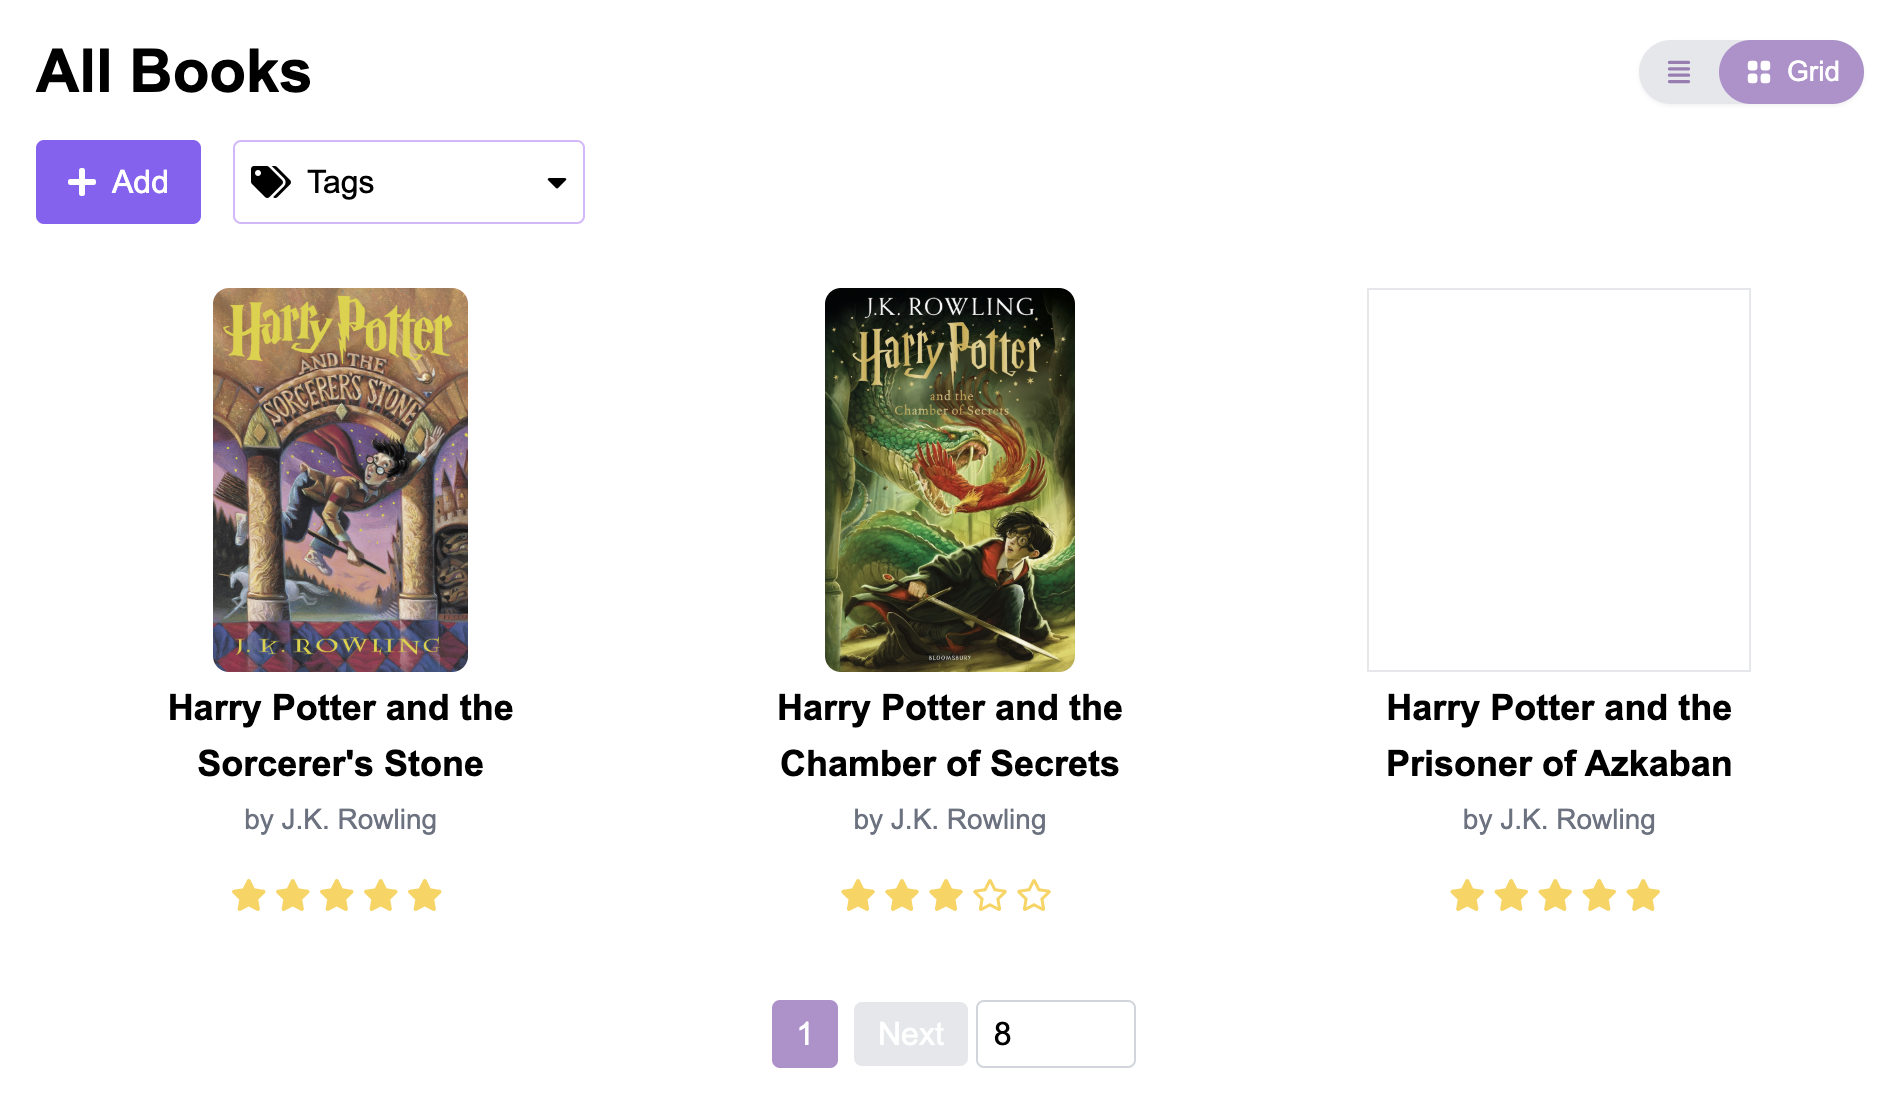 All Books
Grid
Add
Tags
Harry Potter
AND THE
SORCERER'S STONE
J. K. ROWLING
J.K. ROWLING
Harry Potter
and the
Chamber of Secrets
BLOOMSBURY
Harry Potter and the
Sorcerer's Stone
by J.K. Rowling
Harry Potter and the
Chamber of Secrets
by J.K. Rowling
Harry Potter and the
Prisoner of Azkaban
by J.K. Rowling
1
Next
8